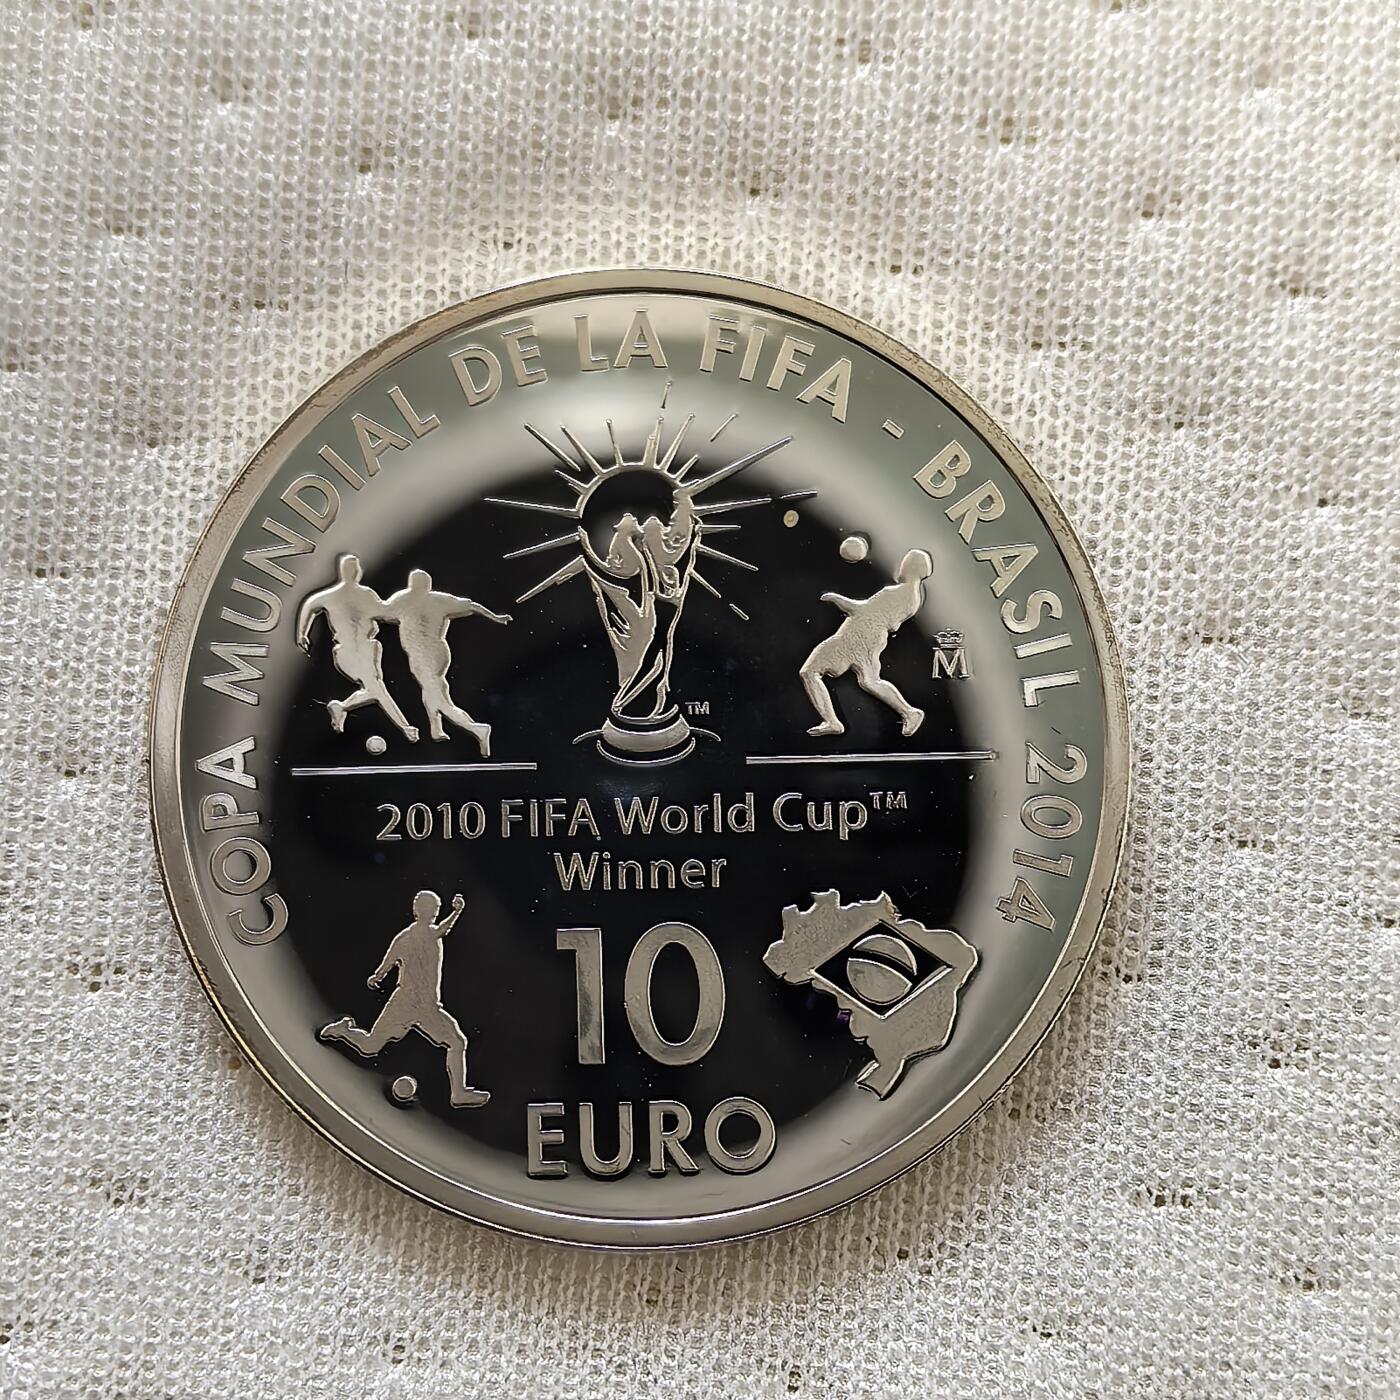 COPA MUNDIAL DE LA FIFA - BRASIL 2014
TM
M
2010 FIFA World Cup™
Winner
10
EURO